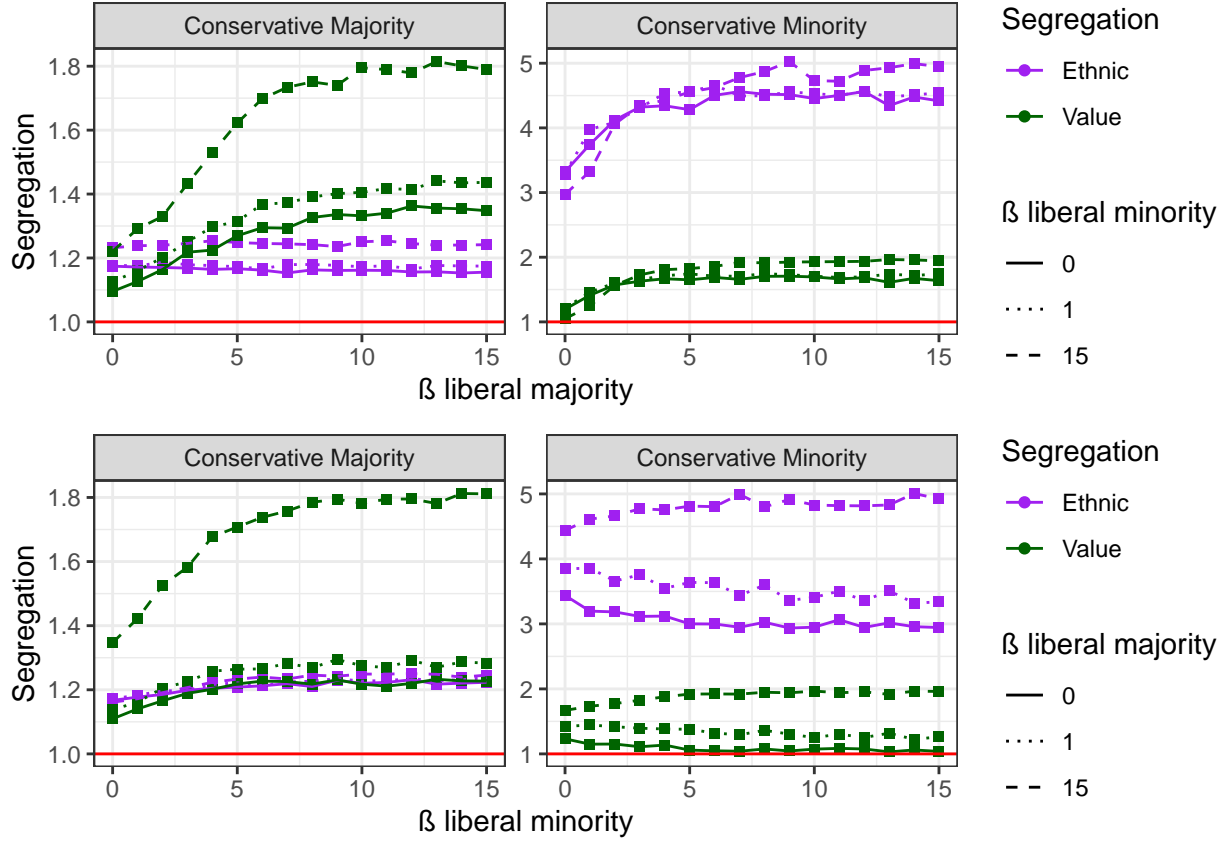 Conservative Majority
Conservative Minority
Segregation
1.0
1.2
1.4
1.6
1.8
0 5 10 15
1
2
3
4
5
0 5 10 15
ß liberal majority
Segregation
Ethnic
Value
ß liberal minority
0
1
15
Conservative Majority
Conservative Minority
Segregation
1.0
1.2
1.4
1.6
1.8
0 5 10 15
1
2
3
4
5
0 5 10 15
ß liberal minority
Segregation
Ethnic
Value
ß liberal majority
0
1
15